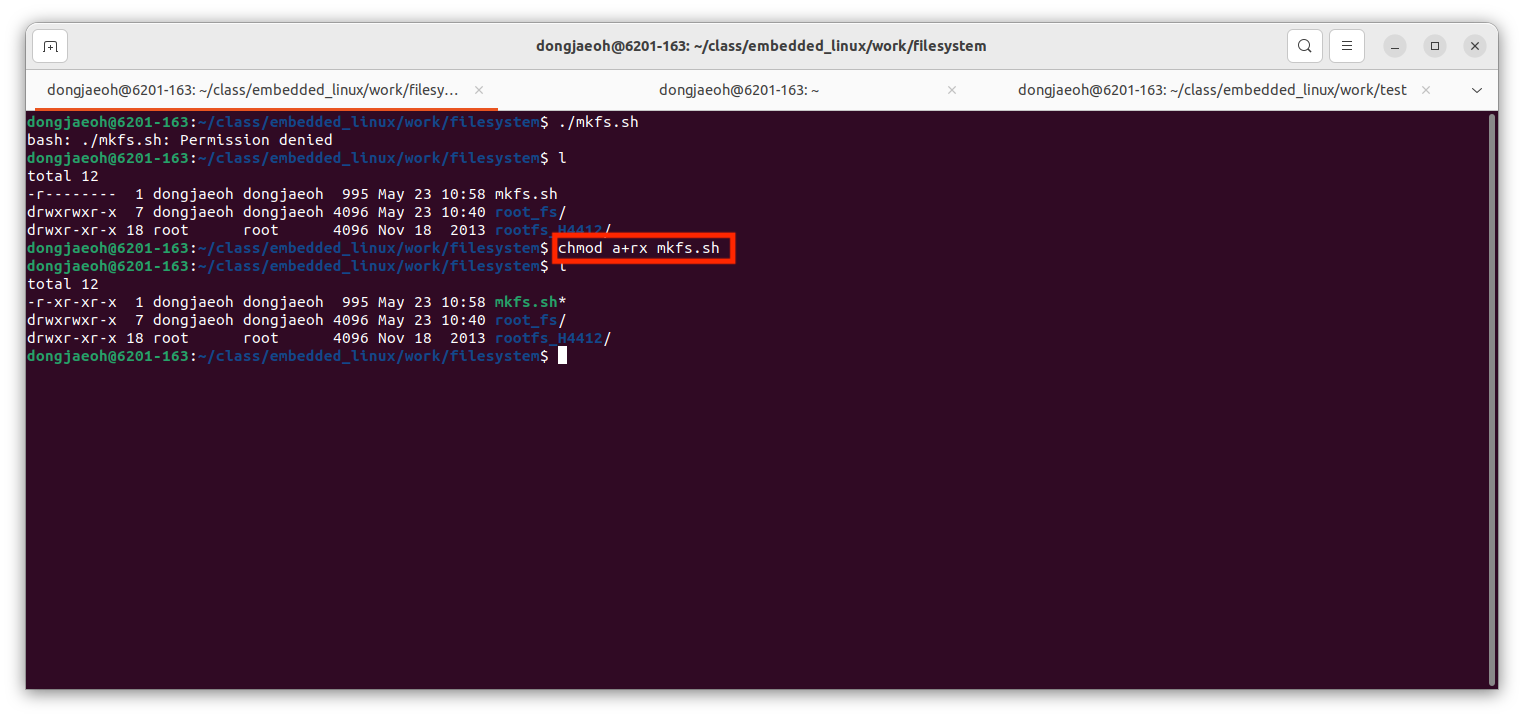 dongjaeoh@6201-163: ~/class/embedded_linux/work/filesystem
dongjaeoh@6201-163: ~/class/embedded_linux/work/filesy…
dongjaeoh@6201-163: ~
dongjaeoh@6201-163: ~/class/embedded_linux/work/test
dongjaeoh@6201-163:~/class/embedded_linux/work/filesystem$ ./mkfs.sh
bash: ./mkfs.sh: Permission denied
dongjaeoh@6201-163:~/class/embedded_linux/work/filesystem$ l
total 12
-r-------- 1 dongjaeoh dongjaeoh 995 May 23 10:58 mkfs.sh
drwxrwxr-x 7 dongjaeoh dongjaeoh 4096 May 23 10:40 root_fs/
drwxr-xr-x 18 root root 4096 Nov 18 2013 rootfs_H4412/
dongjaeoh@6201-163:~/class/embedded_linux/work/filesystem$ chmod a+rx mkfs.sh
dongjaeoh@6201-163:~/class/embedded_linux/work/filesystem$ l
total 12
-r-xr-xr-x 1 dongjaeoh dongjaeoh 995 May 23 10:58 mkfs.sh*
drwxrwxr-x 7 dongjaeoh dongjaeoh 4096 May 23 10:40 root_fs/
drwxr-xr-x 18 root root 4096 Nov 18 2013 rootfs_H4412/
dongjaeoh@6201-163:~/class/embedded_linux/work/filesystem$